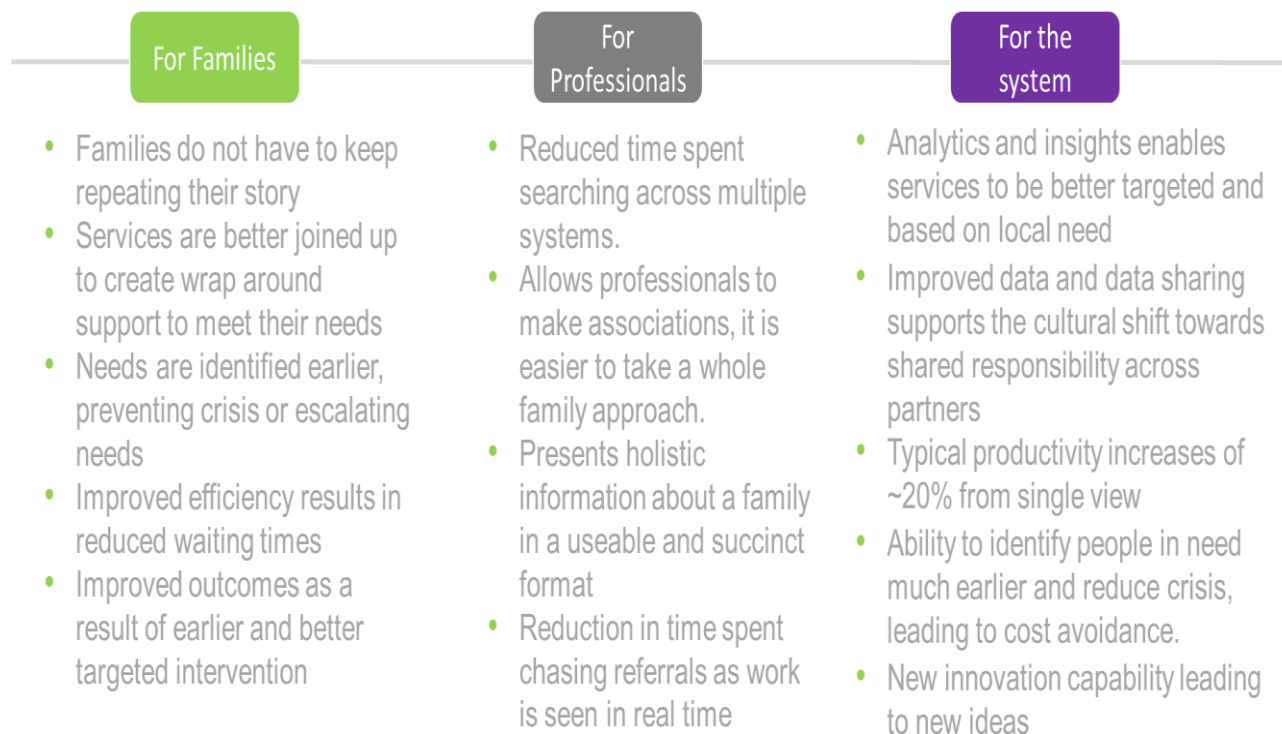 For Families
• Families do not have to keep
repeating their story
• Services are better joined up
to create wrap around
support to meet their needs
• Needs are identified earlier,
preventing crisis or escalating
needs
• Improved efficiency results in
reduced waiting times
• Improved outcomes as a
result of earlier and better
targeted intervention
For
Professionals
• Reduced time spent
searching across multiple
systems.
• Allows professionals to
make associations, it is
easier to take a whole
family approach.
• Presents holistic
information about a family
in a useable and succinct
format
• Reduction in time spent
chasing referrals as work
is seen in real time
For the
system
• Analytics and insights enables
services to be better targeted and
based on local need
• Improved data and data sharing
supports the cultural shift towards
shared responsibility across
partners
• Typical productivity increases of
~20% from single view
• Ability to identify people in need
much earlier and reduce crisis,
leading to cost avoidance.
• New innovation capability leading
to new ideas